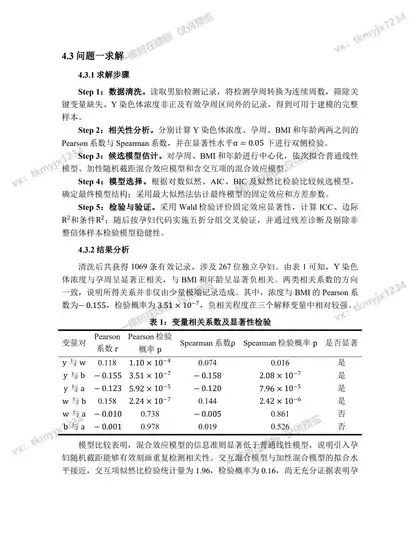 4.3 问题一求解
4.3.1 求解步骤
Step 1：数据清洗。读取男胎检测记录，将检测孕周转换为连续周数，筛除关
键变量缺失、Y 染色体浓度非正及有效孕周区间外的记录，得到可用于建模的完整
样本。
Step 2：相关性分析。分别计算 Y 染色体浓度、孕周、BMI 和年龄两两之间的
Pearson 系数与 Spearman 系数，并在显著性水平α = 0.05 下进行双侧检验。
Step 3：候选模型估计。对孕周、BMI 和年龄进行中心化，依次拟合普通线性
模型、加性随机截距混合效应模型和含交互项的混合效应模型。
Step 4：模型选择。根据对数似然、AIC、BIC 及似然比检验比较候选模型，
确定最终模型结构；采用最大似然法估计最终模型的固定效应和方差参数。
Step 5：检验与验证。采用 Wald 检验评价固定效应显著性，计算 ICC、边际
R²和条件R²；随后按孕妇代码实施五折分组交叉验证，并通过残差诊断及剔除非
整倍体样本检验模型稳健性。
4.3.2 结果分析
清洗后共获得 1069 条有效记录，涉及 267 位独立孕妇。由表 1 可知，Y 染色
体浓度与孕周呈显著正相关，与 BMI 和年龄呈显著负相关。两类相关系数的方向
一致，说明所得关系并非仅由少量极端记录造成。其中，浓度与 BMI 的 Pearson 系
数为−0.155，检验概率为 3.51 × 10⁻⁷，负相关程度在三个解释变量中相对较强。
表 1：变量相关系数及显著性检验
变量对 Pearson 系数 r Pearson 检验概率 p Spearman 系数ρ Spearman 检验概率 p 是否显著
y 与 w 0.118 1.10 × 10⁻⁴ 0.074 0.016 是
y 与 b −0.155 3.51 × 10⁻⁷ −0.158 2.08 × 10⁻⁷ 是
y 与 a −0.123 5.92 × 10⁻⁵ −0.120 7.96 × 10⁻⁵ 是
w 与 b 0.158 2.24 × 10⁻⁷ 0.144 2.42 × 10⁻⁶ 是
w 与 a −0.010 0.738 −0.005 0.861 否
b 与 a −0.001 0.978 0.019 0.526 否
模型比较表明，混合效应模型的信息准则显著低于普通线性模型，说明引入孕
妇随机截距能够有效刻画重复检测相关性。交互混合模型与加性混合模型的拟合水
平接近，交互项似然比检验统计量为 1.96，检验概率为 0.16，尚无充分证据表明孕
vx: tkmyjx1234
vx: tkmyjx1234
vx: tkmyjx1234
vx: tkmyjx1234
vx: tkmyjx1234
vx: tkmyjx1234